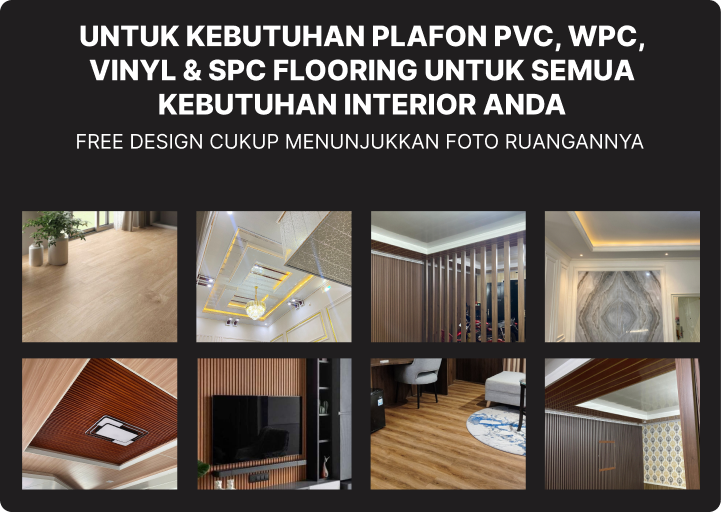 UNTUK KEBUTUHAN PLAFON PVC, WPC,
VINYL & SPC FLOORING UNTUK SEMUA
KEBUTUHAN INTERIOR ANDA
FREE DESIGN CUKUP MENUNJUKKAN FOTO RUANGANNYA